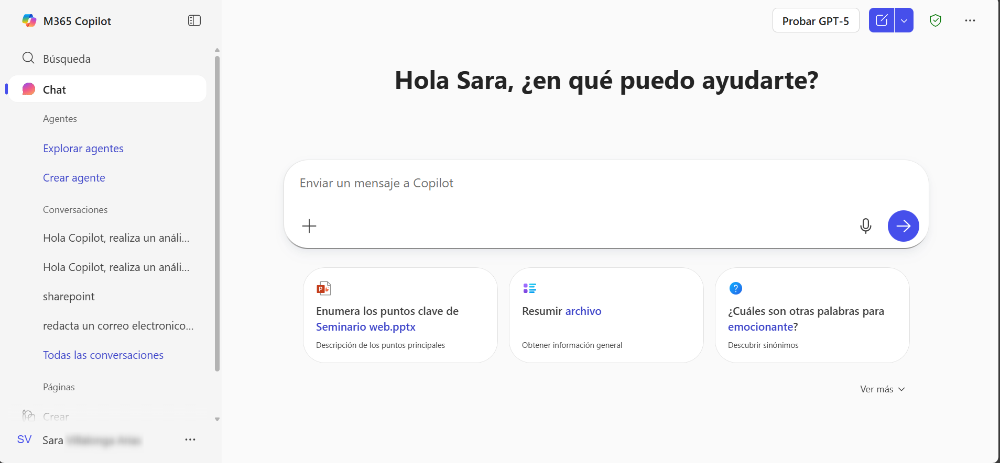 M365 Copilot
Búsqueda
Chat
Agentes
Explorar agentes
Crear agente
Conversaciones
Hola Copilot, realiza un análi...
Hola Copilot, realiza un análi...
sharepoint
redacta un correo electronico...
Todas las conversaciones
Páginas
Crear
SV Sara
Probar GPT-5
Hola Sara, ¿en qué puedo ayudarte?
Enviar un mensaje a Copilot
Enumera los puntos clave de
Seminario web.pptx
Descripción de los puntos principales
Resumir archivo
Obtener información general
¿Cuáles son otras palabras para
emocionante?
Descubrir sinónimos
Ver más